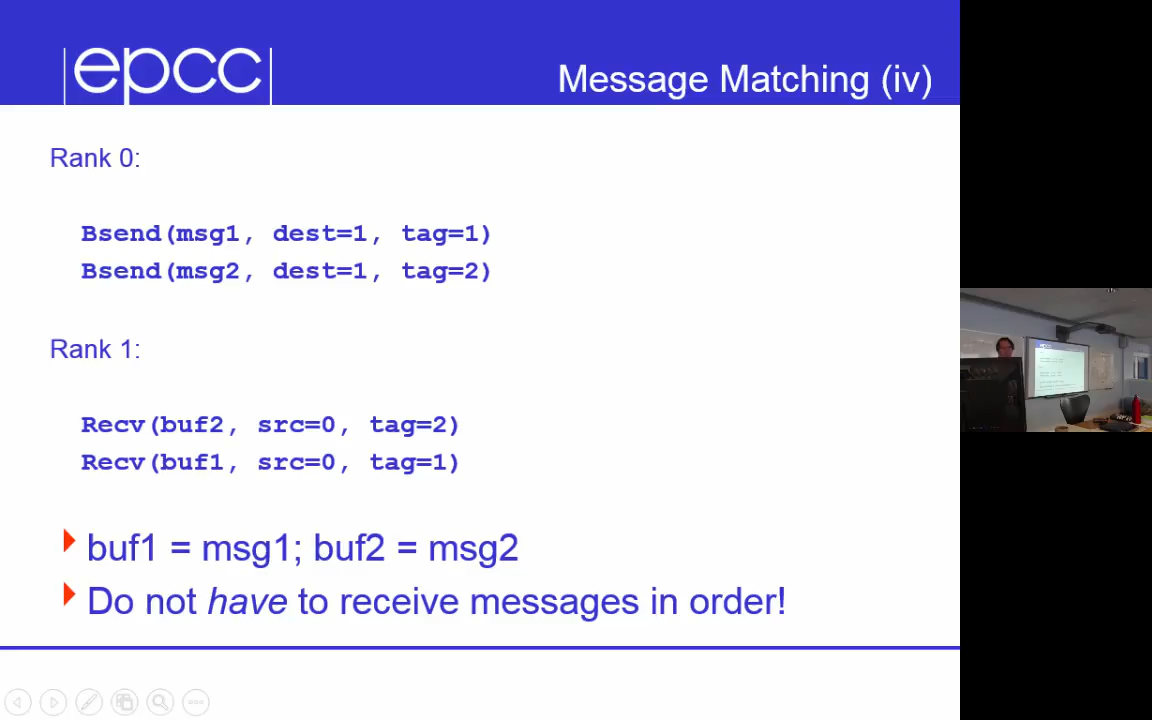 epcc
Message Matching (iv)
Rank 0:
Bsend(msg1, dest=1, tag=1)
Bsend(msg2, dest=1, tag=2)
Rank 1:
Recv(buf2, src=0, tag=2)
Recv(buf1, src=0, tag=1)
buf1 = msg1; buf2 = msg2
Do not have to receive messages in order!
epcc